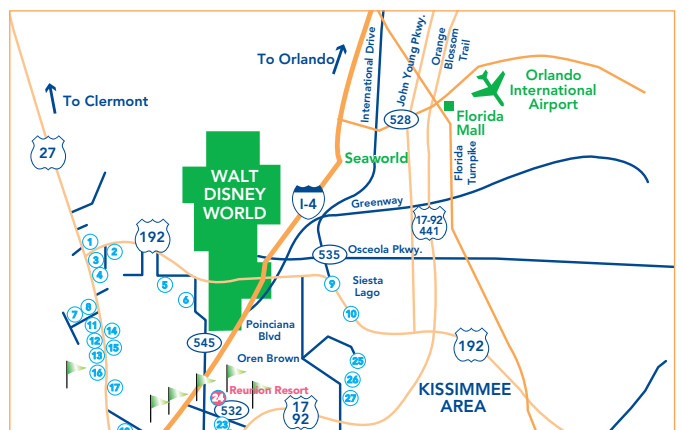 To Orlando
International Drive
John Young Pkwy.
Orange
Blossom
Trail
Orlando
International
Airport
To Clermont
528
Florida
Mall
27
Seaworld
Florida
Turnpike
WALT
DISNEY
WORLD
I-4
Greenway
17-92
441
192
1
2
3
4
535
Osceola Pkwy.
5
6
9
Siesta
Lago
10
7
8
11
14
12
15
13
16
17
Poinciana
Blvd
545
Oren Brown
192
25
26
27
Reunion Resort
24
532
23
17
92
KISSIMMEE
AREA